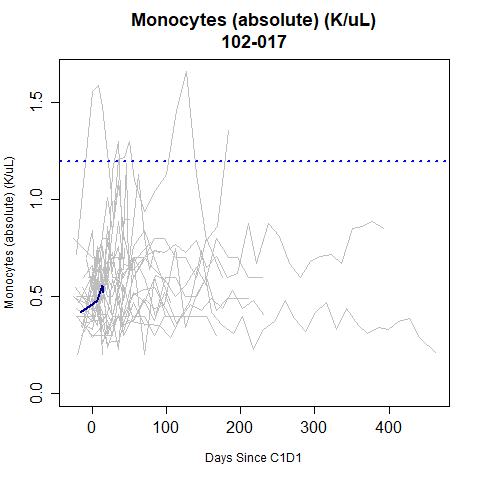 Monocytes (absolute) (K/uL)
102-017
Monocytes (absolute) (K/uL)
1.5
1.0
0.5
0.0
0 100 200 300 400
Days Since C1D1